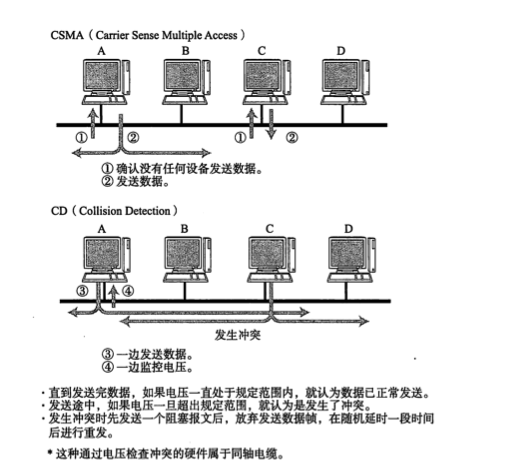 CSMA（Carrier Sense Multiple Access）
A B C D
① ② ① ②
①确认没有任何设备发送数据。
②发送数据。
CD（Collision Detection）
A B C D
③ ④
发生冲突
③一边发送数据。
④一边监控电压。
·直到发送完数据，如果电压一直处于规定范围内，就认为数据已正常发送。
·发送途中，如果电压一旦超出规定范围，就认为是发生了冲突。
·发生冲突时先发送一个阻塞报文后，放弃发送数据帧，在随机延时一段时间
后进行重发。
*这种通过电压检查冲突的硬件属于同轴电缆。